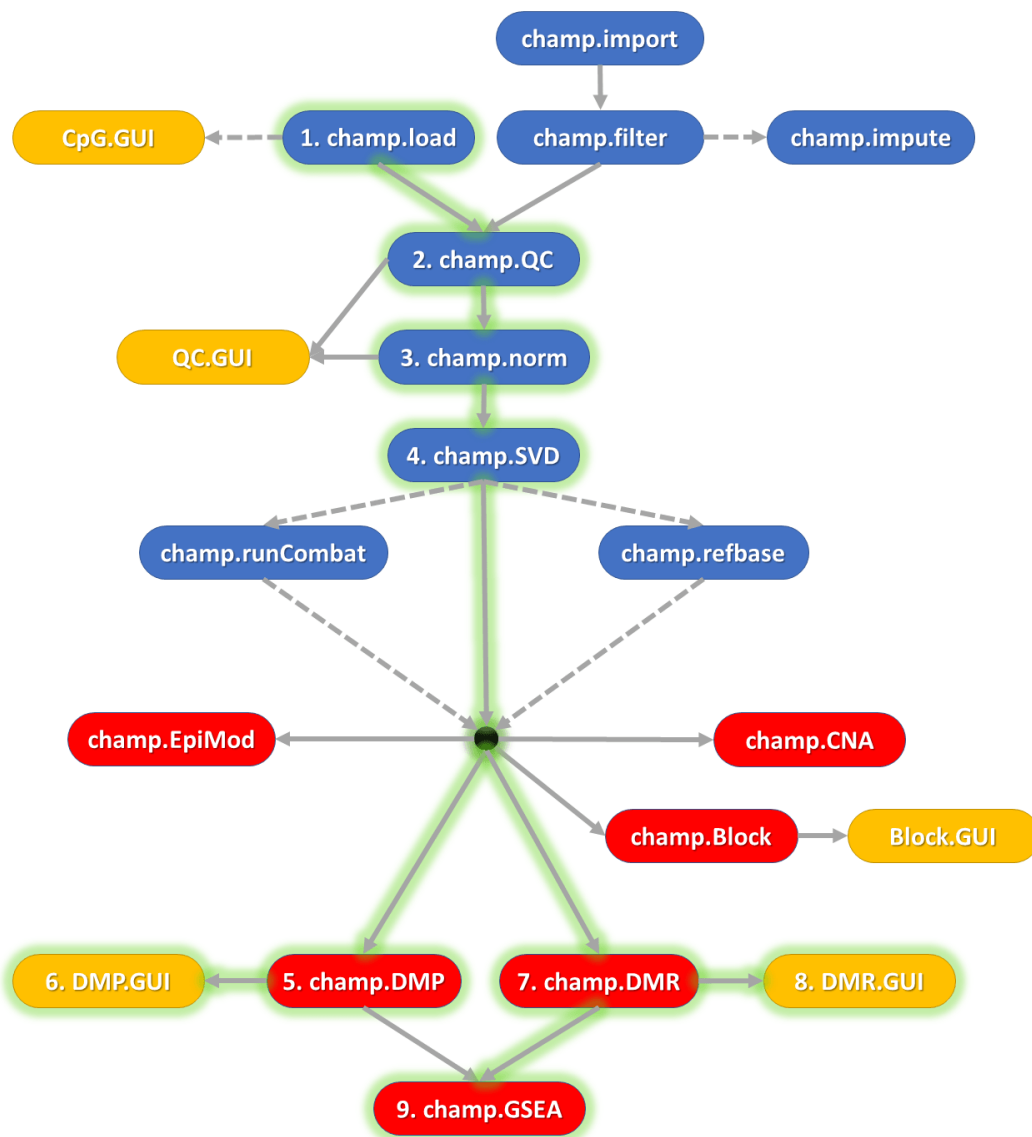 champ.import
CpG.GUI
1. champ.load
champ.filter
champ.impute
2. champ.QC
QC.GUI
3. champ.norm
4. champ.SVD
champ.runCombat
champ.refbase
champ.EpiMod
champ.CNA
champ.Block
Block.GUI
6. DMP.GUI
5. champ.DMP
7. champ.DMR
8. DMR.GUI
9. champ.GSEA